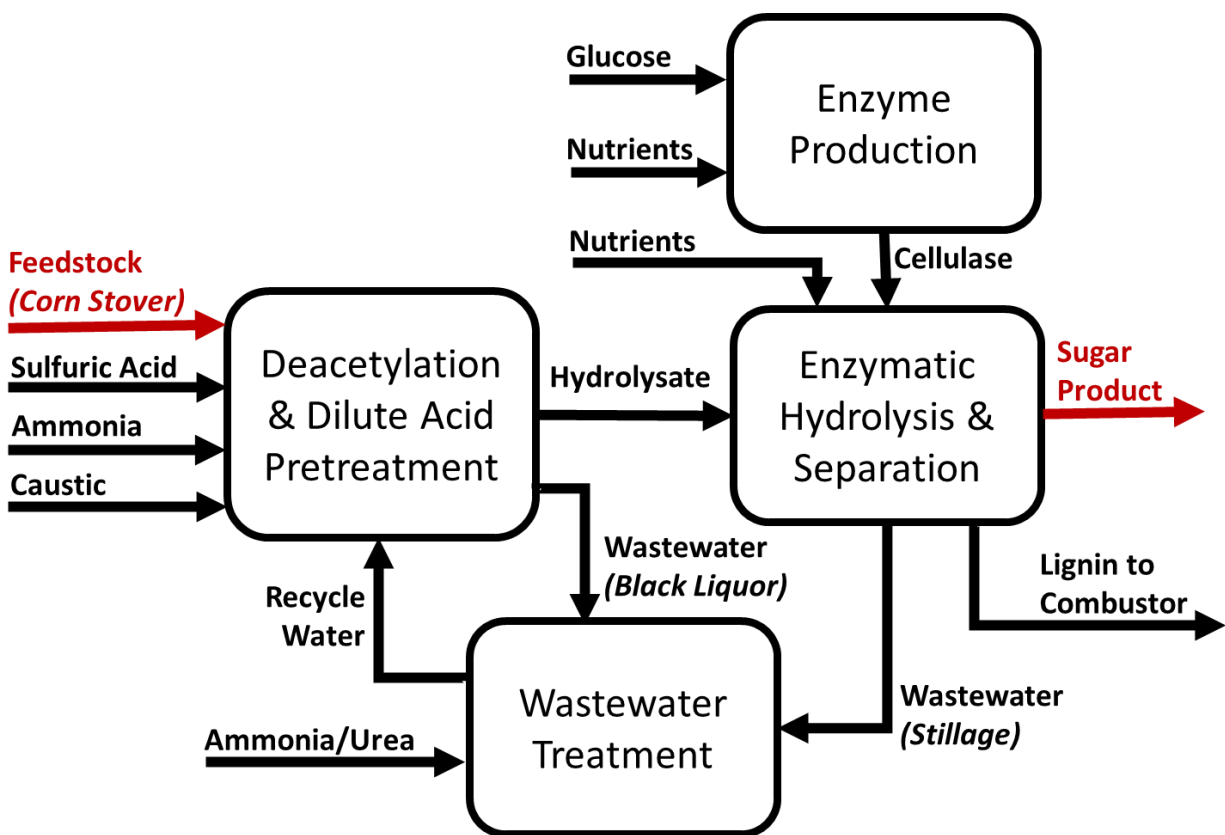 Glucose
Nutrients
Enzyme
Production
Nutrients
Cellulase
Feedstock
(Corn Stover)
Sulfuric Acid
Ammonia
Caustic
Deacetylation
& Dilute Acid
Pretreatment
Hydrolysate
Enzymatic
Hydrolysis &
Separation
Sugar
Product
Recycle
Water
Wastewater
(Black Liquor)
Lignin to
Combustor
Wastewater
(Stillage)
Ammonia/Urea
Wastewater
Treatment